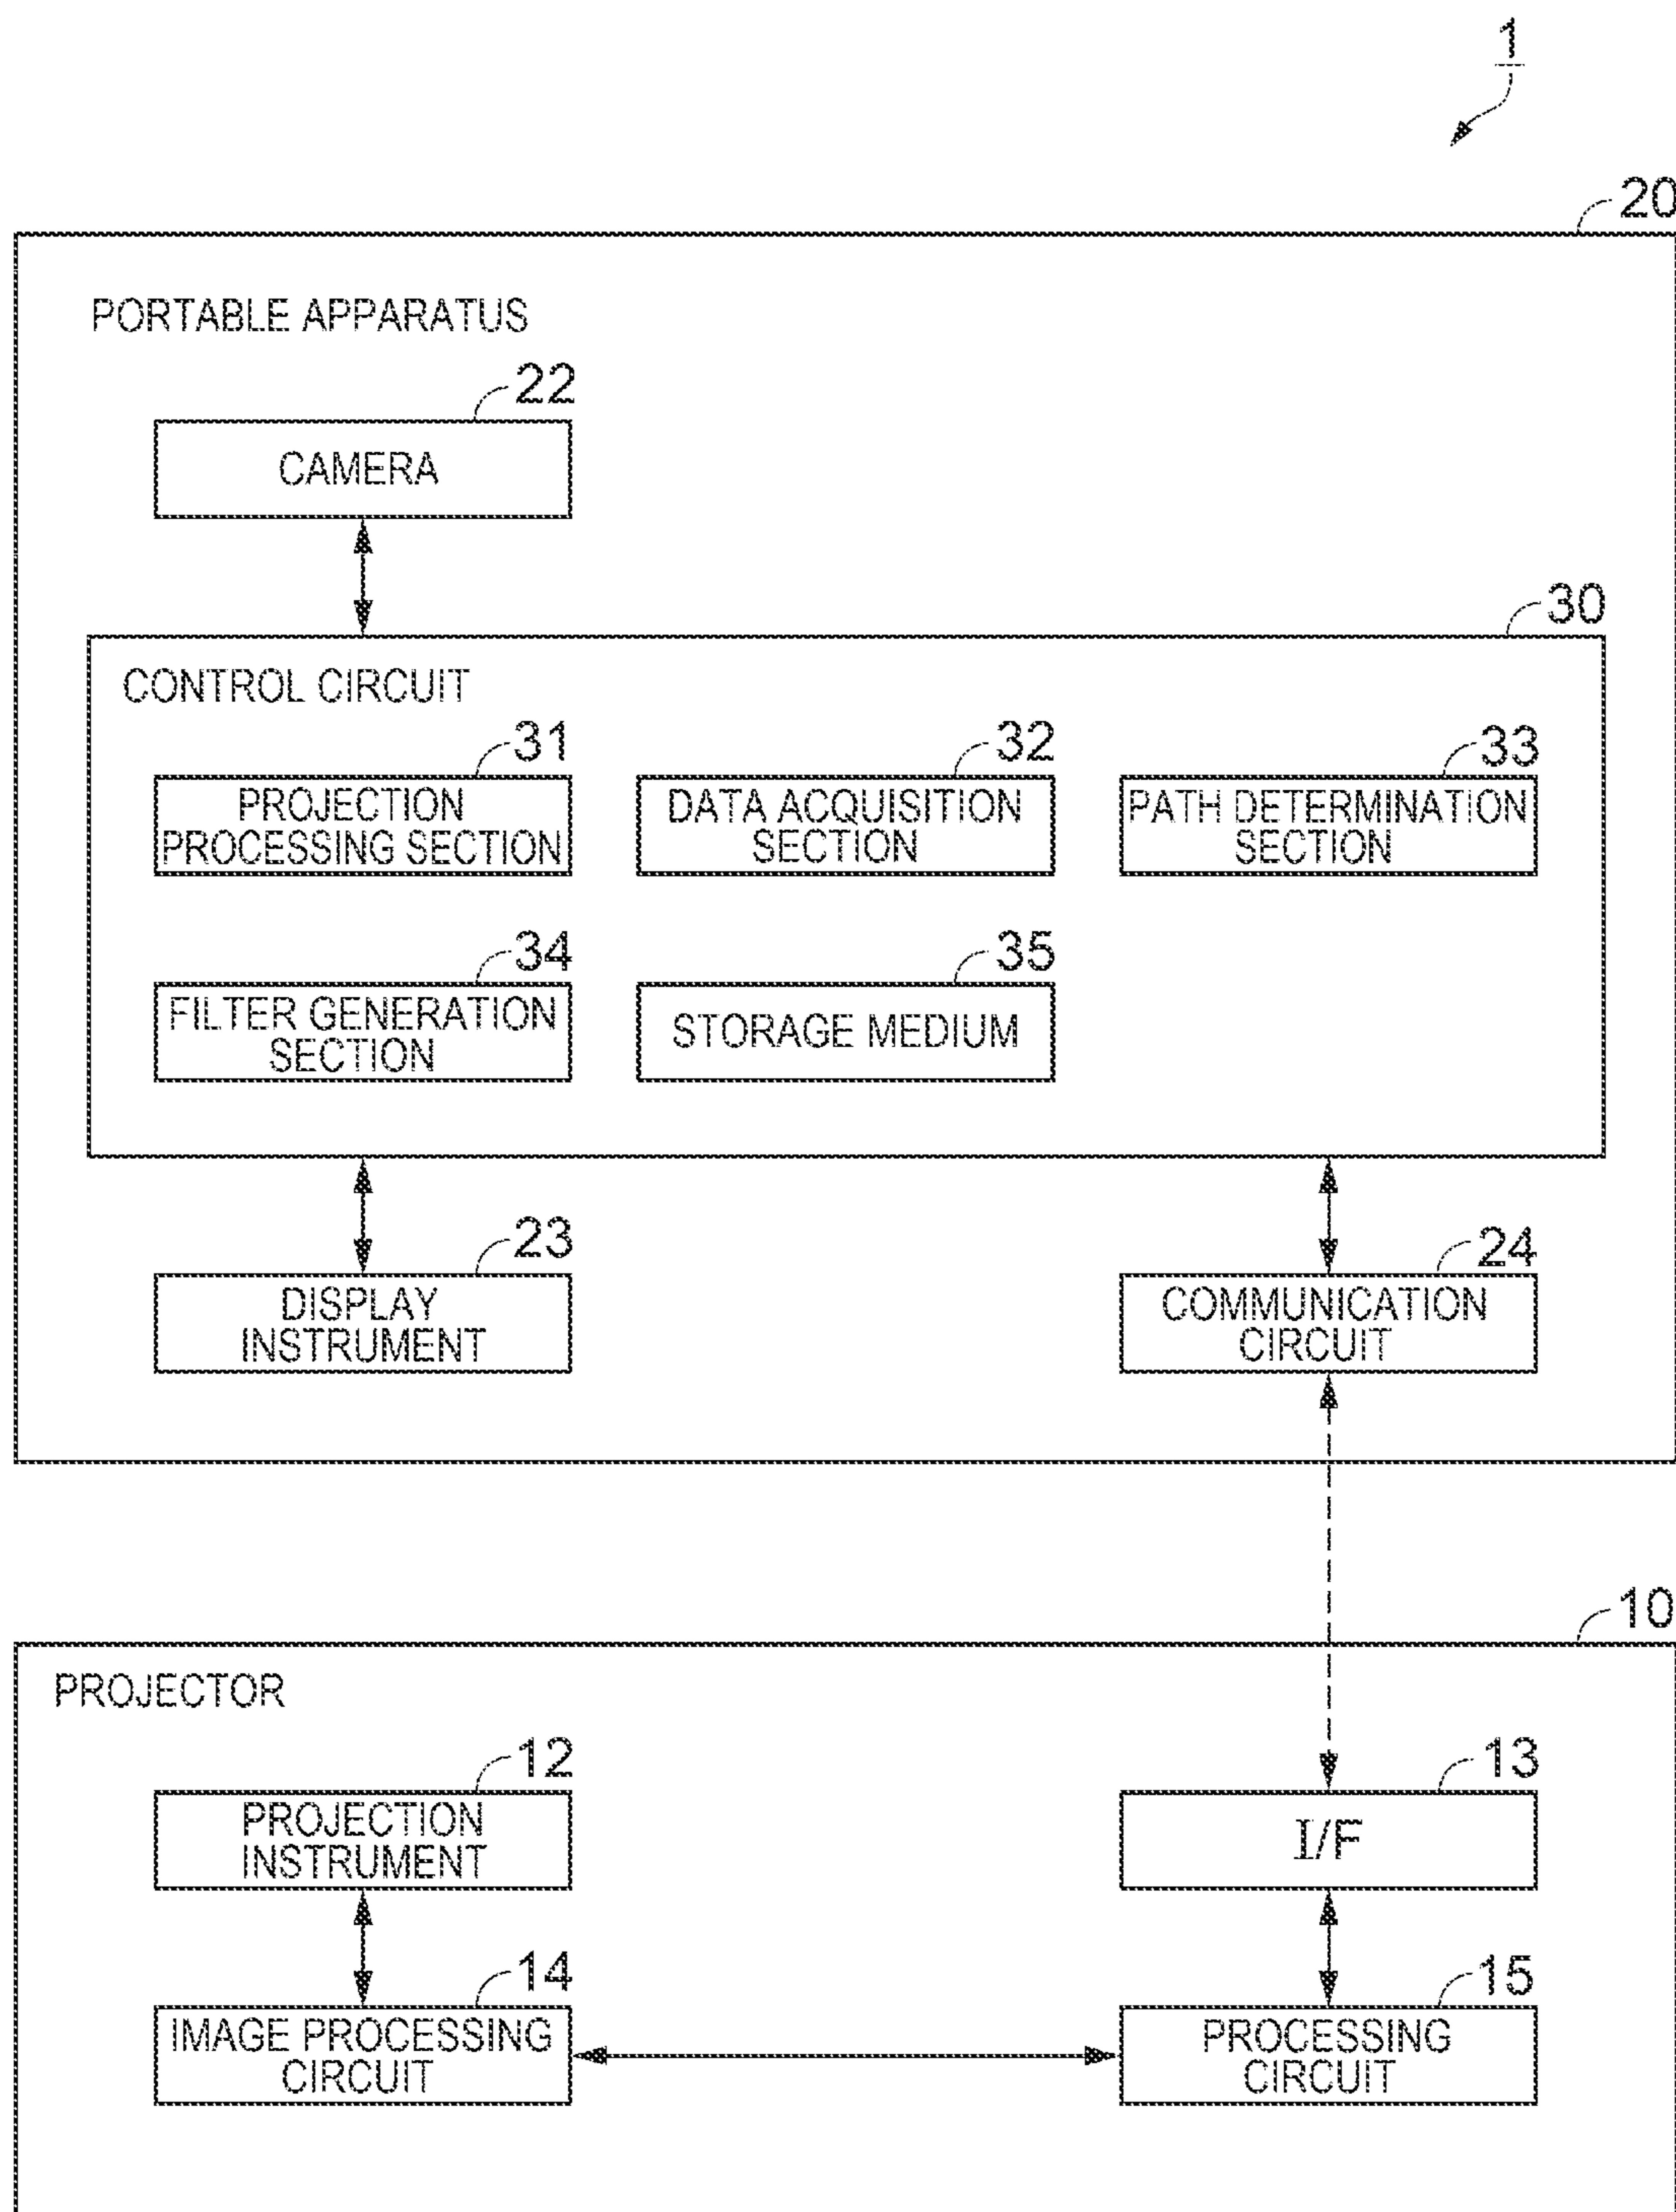 1
20
PORTABLE APPARATUS
22
CAMERA
30
CONTROL CIRCUIT
31
PROJECTION
PROCESSING SECTION
32
DATA ACQUISITION
SECTION
33
PATH DETERMINATION
SECTION
34
FILTER GENERATION
SECTION
35
STORAGE MEDIUM
23
DISPLAY
INSTRUMENT
24
COMMUNICATION
CIRCUIT
10
PROJECTOR
12
PROJECTION
INSTRUMENT
13
I/F
14
IMAGE PROCESSING
CIRCUIT
15
PROCESSING
CIRCUIT